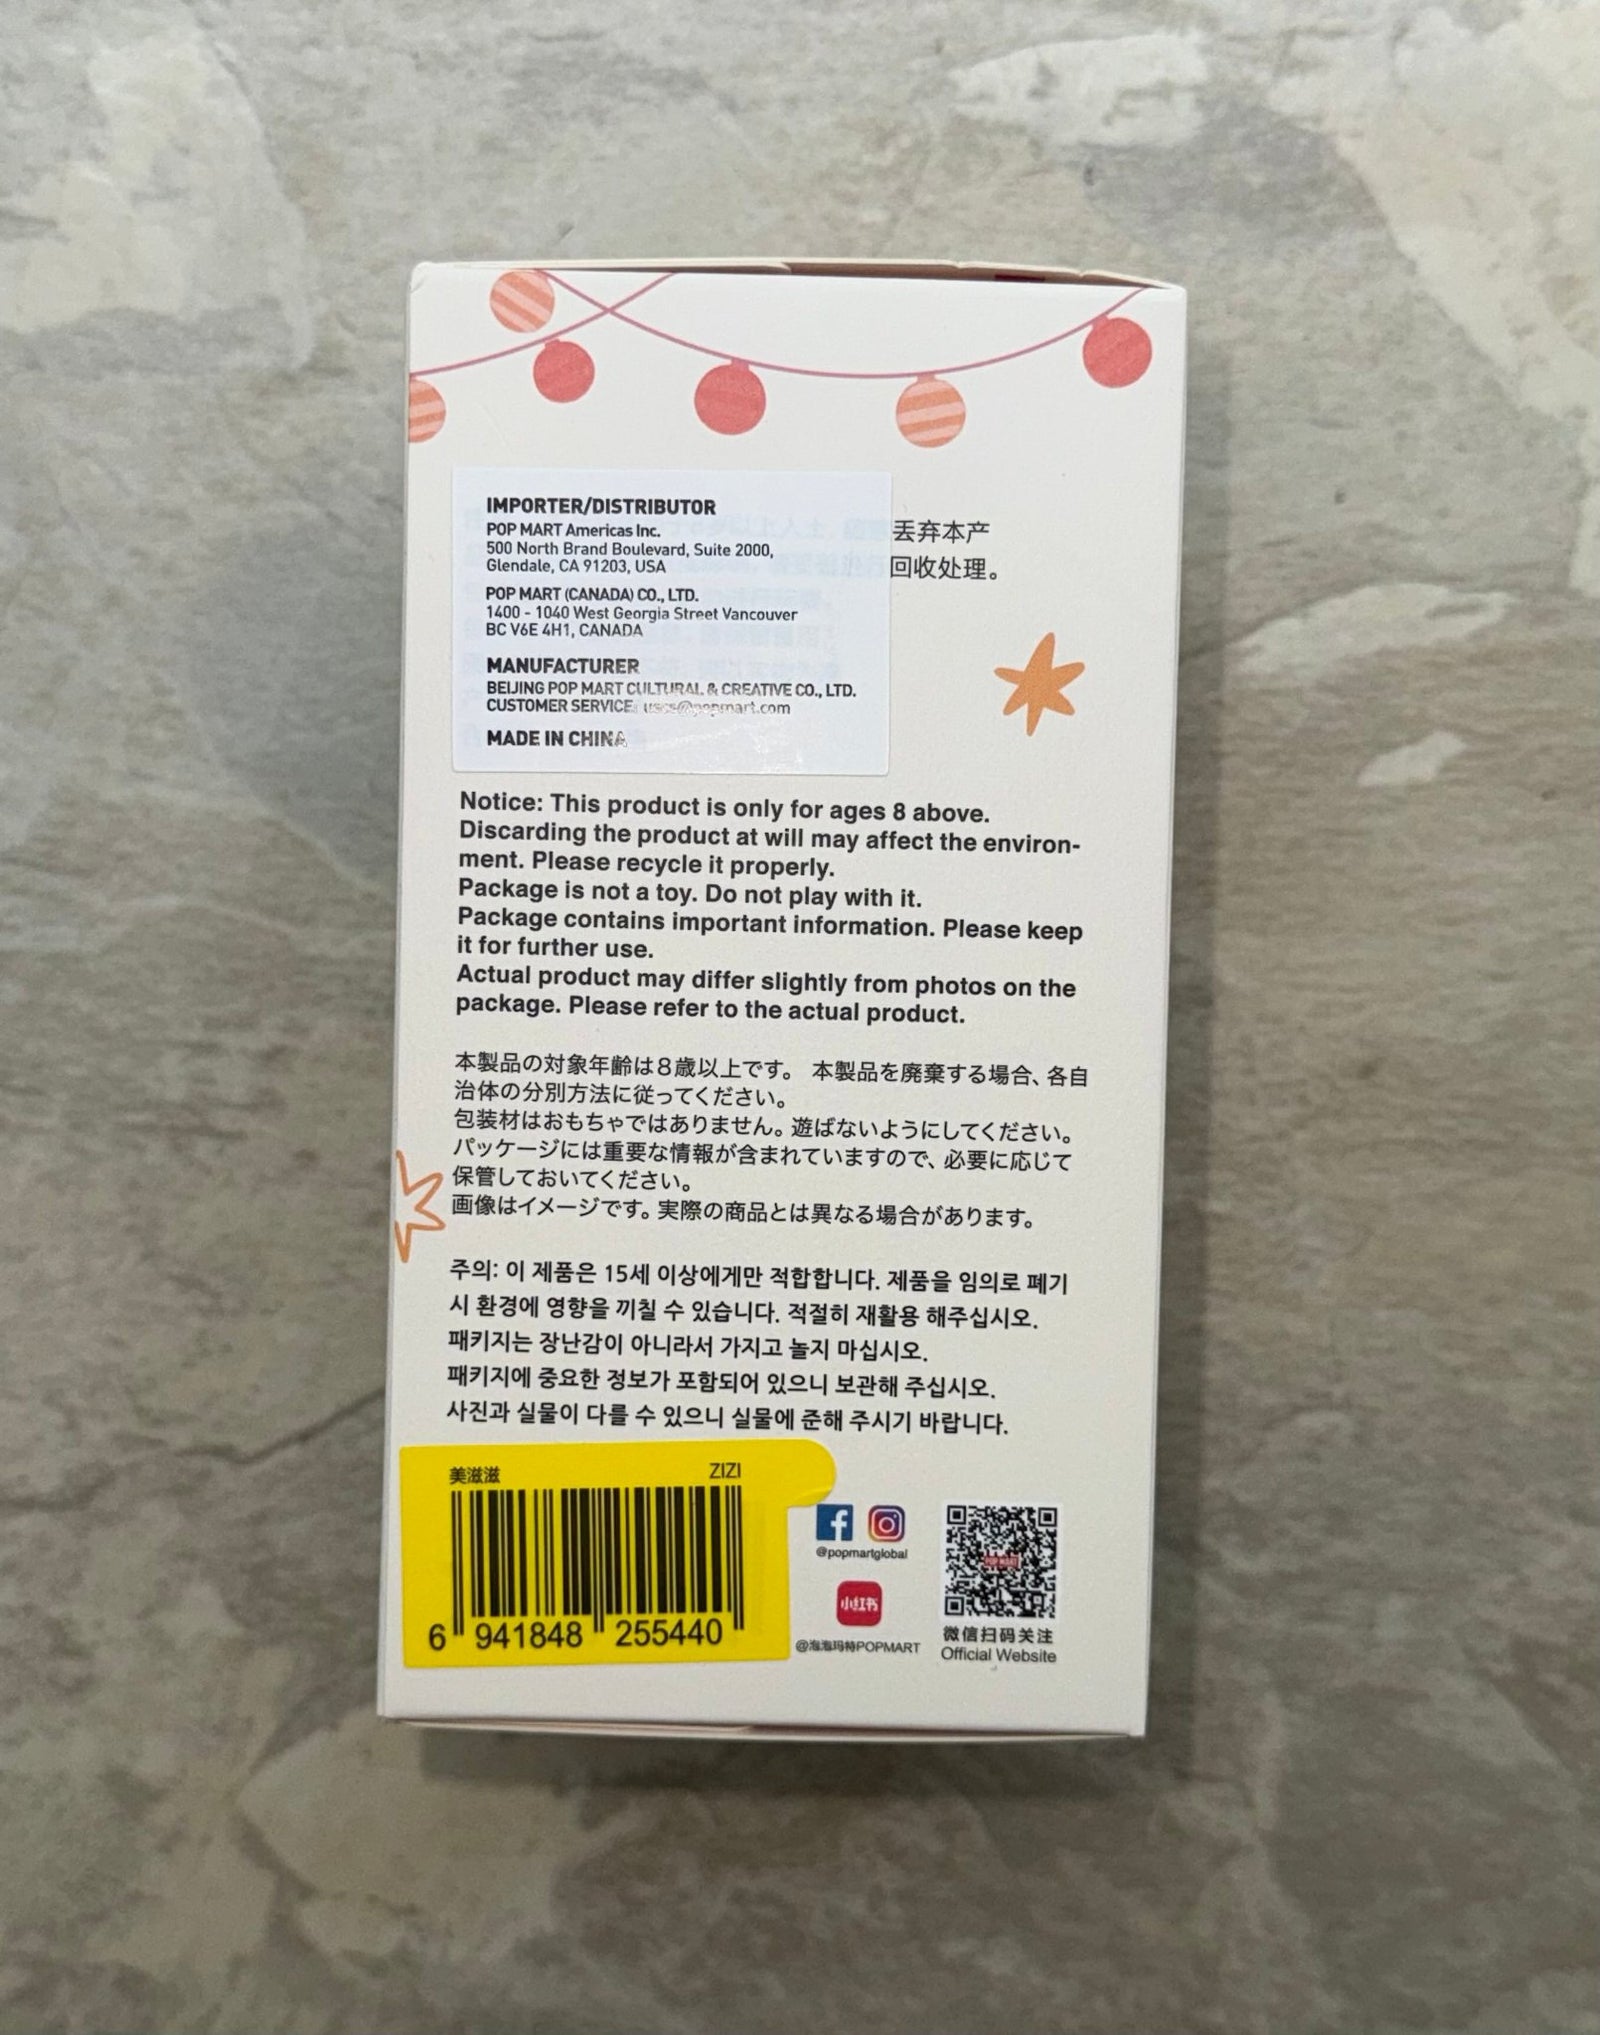 IMPORTER/DISTRIBUTOR
POP MART Americas Inc.
500 North Brand Boulevard, Suite 2000,
Glendale, CA 91203, USA
POP MART (CANADA) CO., LTD.
1400 - 1040 West Georgia Street Vancouver
BC V6E 4H1, CANADA
MANUFACTURER
BEIJING POP MART CULTURAL & CREATIVE CO., LTD.
CUSTOMER SERVICE: uscs@popmart.com
MADE IN CHINA
丢弃本产
回收处理。
Notice: This product is only for ages 8 above.
Discarding the product at will may affect the environ-
ment. Please recycle it properly.
Package is not a toy. Do not play with it.
Package contains important information. Please keep
it for further use.
Actual product may differ slightly from photos on the
package. Please refer to the actual product.
本製品の対象年齢は8歳以上です。 本製品を廃棄する場合、各自
治体の分別方法に従ってください。
包装材はおもちゃではありません。遊ばないようにしてください。
パッケージには重要な情報が含まれていますので、必要に応じて
保管しておいてください。
画像はイメージです。実際の商品とは異なる場合があります。
주의: 이 제품은 15세 이상에게만 적합합니다. 제품을 임의로 폐기
시 환경에 영향을 끼칠 수 있습니다. 적절히 재활용 해주십시오.
패키지는 장난감이 아니라서 가지고 놀지 마십시오.
패키지에 중요한 정보가 포함되어 있으니 보관해 주십시오.
사진과 실물이 다를 수 있으니 실물에 준해 주시기 바랍니다.
美滋滋 ZIZI
6 941848 255440
@popmartglobal
小红书
@泡泡玛特POPMART
POP MART
微信扫码关注
Official Website